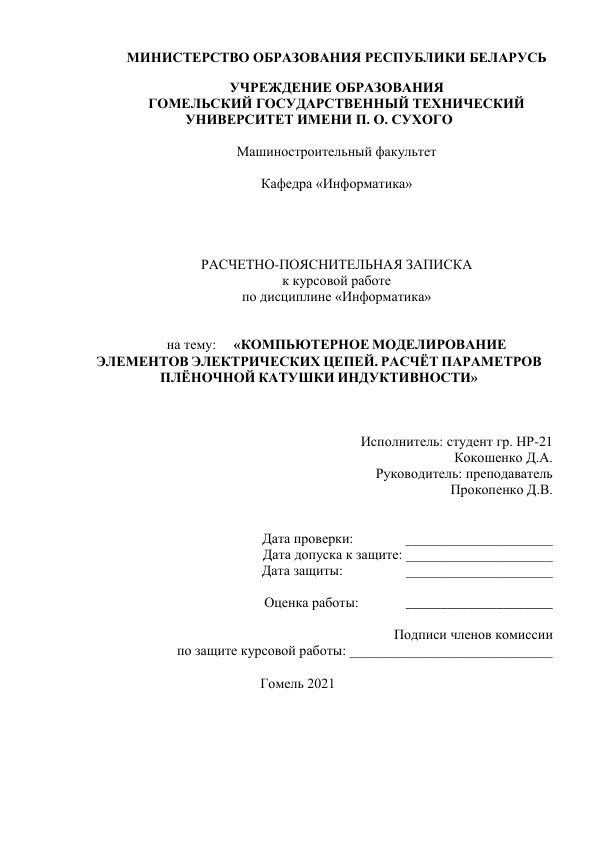 МИНИСТЕРСТВО ОБРАЗОВАНИЯ РЕСПУБЛИКИ БЕЛАРУСЬ
УЧРЕЖДЕНИЕ ОБРАЗОВАНИЯ
ГОМЕЛЬСКИЙ ГОСУДАРСТВЕННЫЙ ТЕХНИЧЕСКИЙ
УНИВЕРСИТЕТ ИМЕНИ П. О. СУХОГО
Машиностроительный факультет
Кафедра «Информатика»
РАСЧЕТНО-ПОЯСНИТЕЛЬНАЯ ЗАПИСКА
к курсовой работе
по дисциплине «Информатика»
на тему: «КОМПЬЮТЕРНОЕ МОДЕЛИРОВАНИЕ
ЭЛЕМЕНТОВ ЭЛЕКТРИЧЕСКИХ ЦЕПЕЙ. РАСЧЁТ ПАРАМЕТРОВ
ПЛЁНОЧНОЙ КАТУШКИ ИНДУКТИВНОСТИ»
Исполнитель: студент гр. НР-21
Кокошенко Д.А.
Руководитель: преподаватель
Прокопенко Д.В.
Дата проверки: _____________________
Дата допуска к защите: _____________________
Дата защиты: _____________________
Оценка работы: _____________________
Подписи членов комиссии
по защите курсовой работы: _____________________________
Гомель 2021